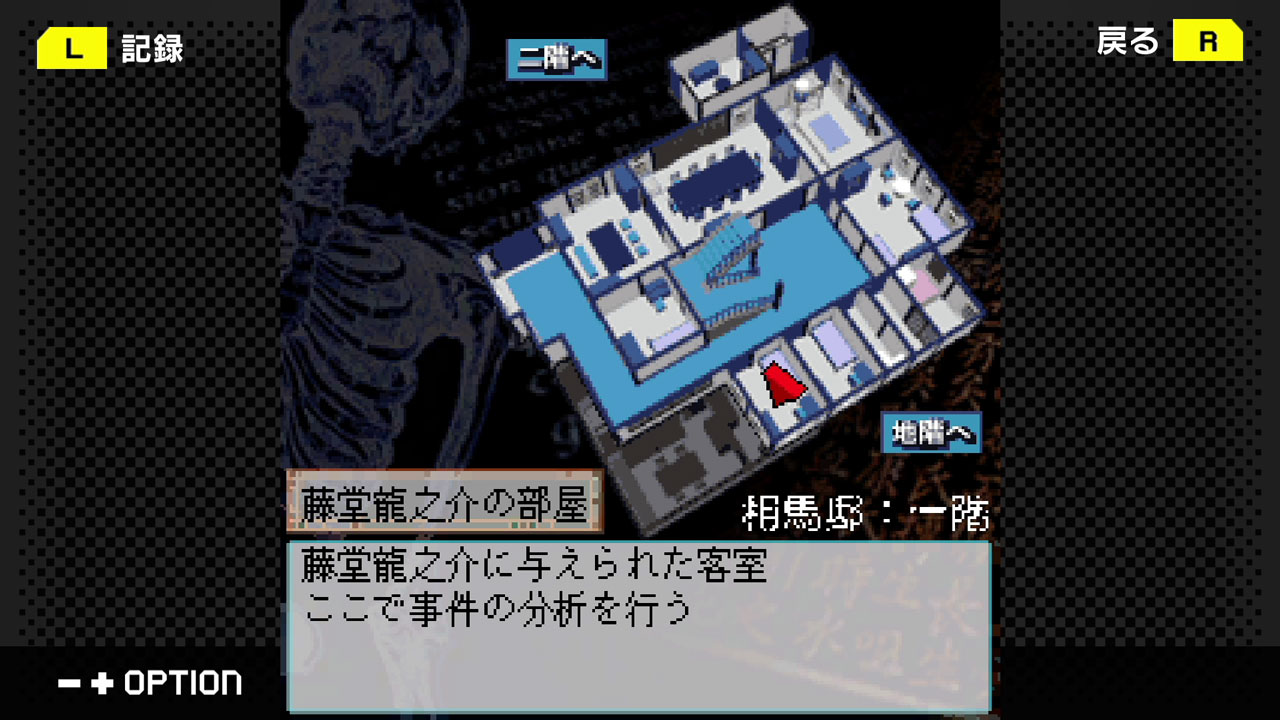 L 記録
戻る R
二階へ
地階へ
藤堂龍之介の部屋
相馬邸：一階
藤堂龍之介に与えられた客室
ここで事件の分析を行う
− + OPTION